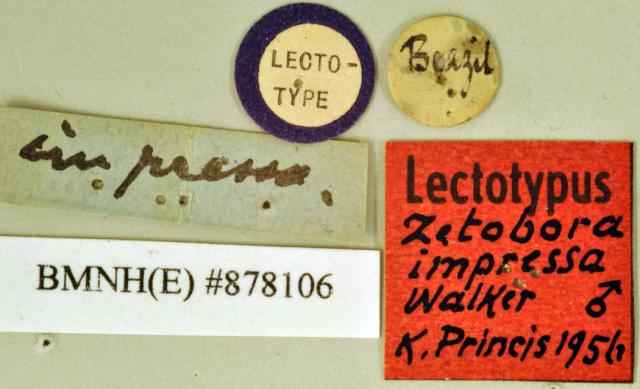 LECTO-
TYPE
Brazil
impressa.
Lectotypus
Zetobora
impressa
Walker ♂
K. Princis 1954
BMNH(E) #878106